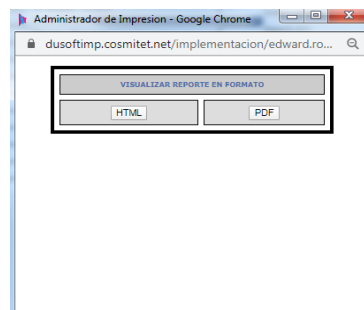 Administrador de Impresion - Google Chrome
dusoftimp.cosmitet.net/implementacion/edward.ro...
VISUALIZAR REPORTE EN FORMATO
HTML PDF